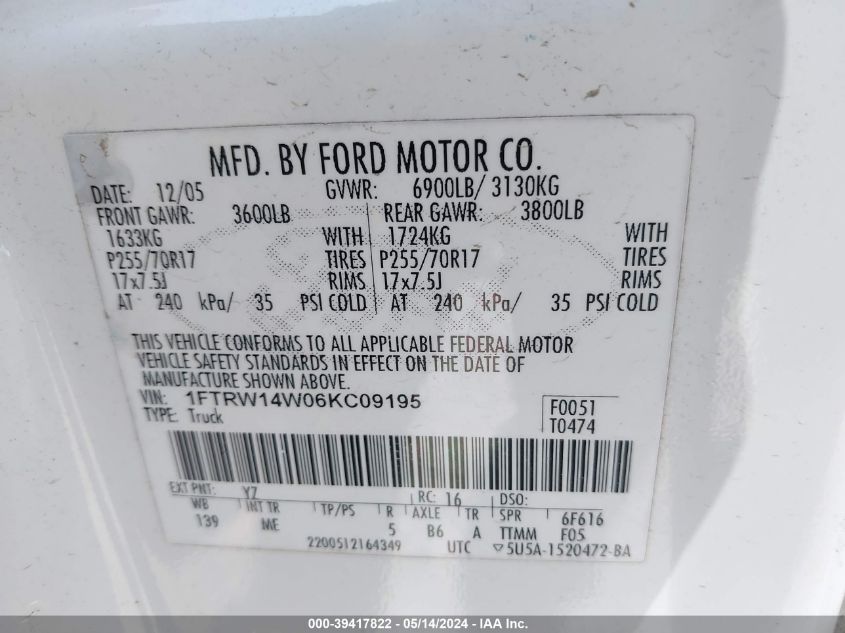 MFD. BY FORD MOTOR CO.
DATE: 12/05 GVWR: 6900LB/ 3130KG
FRONT GAWR: 3600LB REAR GAWR: 3800LB
1633KG WITH 1724KG WITH
P255/70R17 TIRES P255/70R17 TIRES
17x7.5J RIMS 17x7.5J RIMS
AT 240 kPa/ 35 PSI COLD AT 240 kPa/ 35 PSI COLD
THIS VEHICLE CONFORMS TO ALL APPLICABLE FEDERAL MOTOR
VEHICLE SAFETY STANDARDS IN EFFECT ON THE DATE OF
MANUFACTURE SHOWN ABOVE.
VIN: 1FTRW14W06KC09195 F0051
TYPE: Truck T0474
EXT PNT: YZ RC: 16 DSO:
WB INT TR TP/PS R AXLE TR SPR 6F616
139 ME 5 B6 A TTMM F05
2200512164349 UTC ▽5U5A-1520472-BA
000-39417822 / 05/14/2024 - IAA Inc.